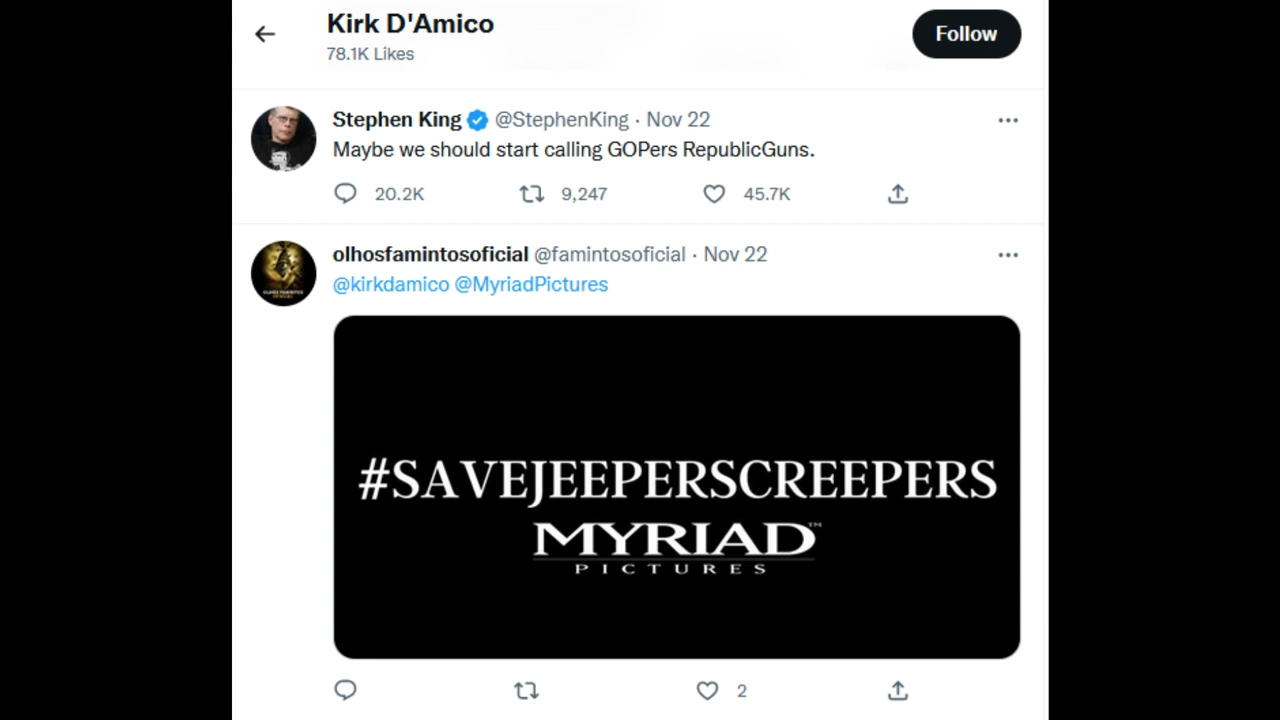 Kirk D'Amico
78.1K Likes
Follow
Stephen King @StephenKing · Nov 22
Maybe we should start calling GOPers RepublicGuns.
20.2K 9,247 45.7K
olhosfamintosoficial @famintosoficial · Nov 22
@kirkdamico @MyriadPictures
#SAVEJEEPERSCREEPERS
MYRIAD™
PICTURES
2